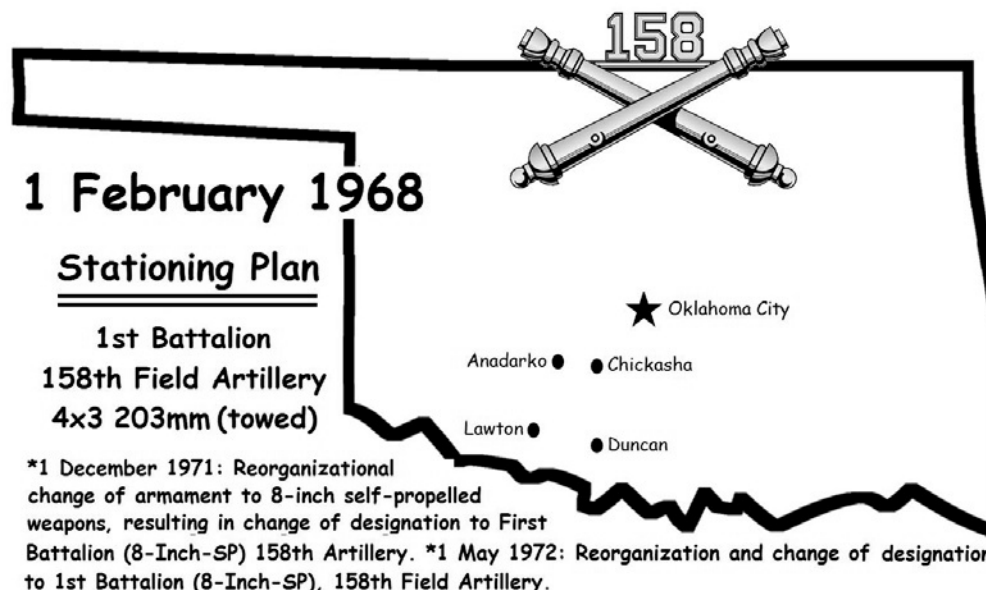 158
1 February 1968
Stationing Plan
1st Battalion
158th Field Artillery
4x3 203mm (towed)
Oklahoma City
Anadarko
Chickasha
Lawton
Duncan
*1 December 1971: Reorganizational
change of armament to 8-inch self-propelled
weapons, resulting in change of designation to First
Battalion (8-Inch-SP) 158th Artillery. *1 May 1972: Reorganization and change of designation
to 1st Battalion (8-Inch-SP), 158th Field Artillery.